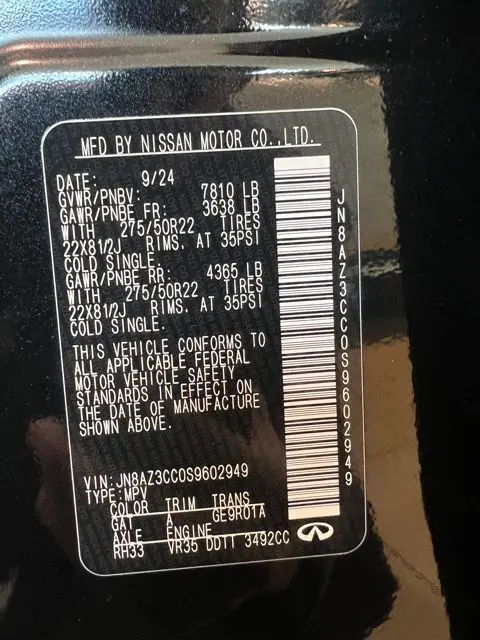 MFD BY NISSAN MOTOR CO.,LTD.
DATE: 9/24
GVWR/PNBV: 7810 LB
GAWR/PNBE FR: 3638 LB
WITH 275/50R22 TIRES
22X81/2J RIMS. AT 35PSI
COLD SINGLE.
GAWR/PNBE RR: 4365 LB
WITH 275/50R22 TIRES
22X81/2J RIMS. AT 35PSI
COLD SINGLE.
THIS VEHICLE CONFORMS TO
ALL APPLICABLE FEDERAL
MOTOR VEHICLE SAFETY
STANDARDS IN EFFECT ON
THE DATE OF MANUFACTURE
SHOWN ABOVE.
VIN: JN8AZ3CC0S9602949
TYPE:MPV
COLOR TRIM TRANS
GAT A GE9R01A
AXLE ENGINE
RH33 VR35 DDTT 3492CC
JN8AZ3CC0S9602949